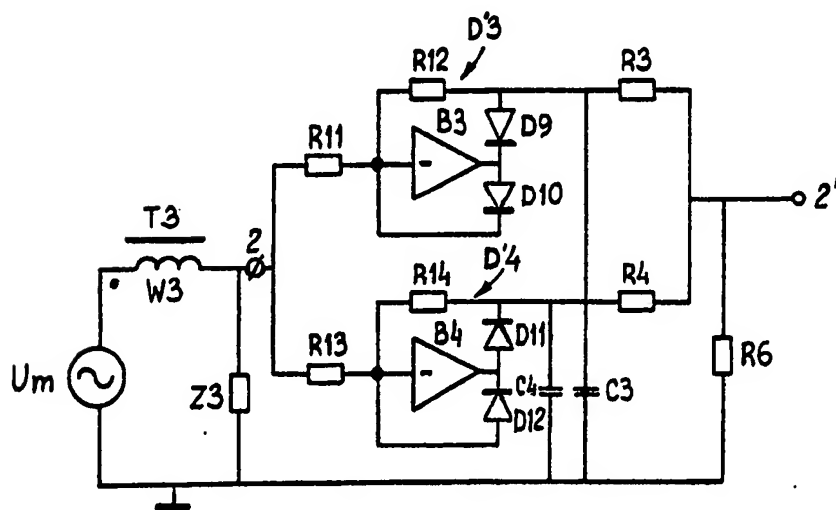 D'3
R12
R3
B3
D9
R11
-
D10
2'
T3
2
W3
D'4
R14
R4
B4
D11
R13
-
R6
Um
Z3
C4
C3
D12